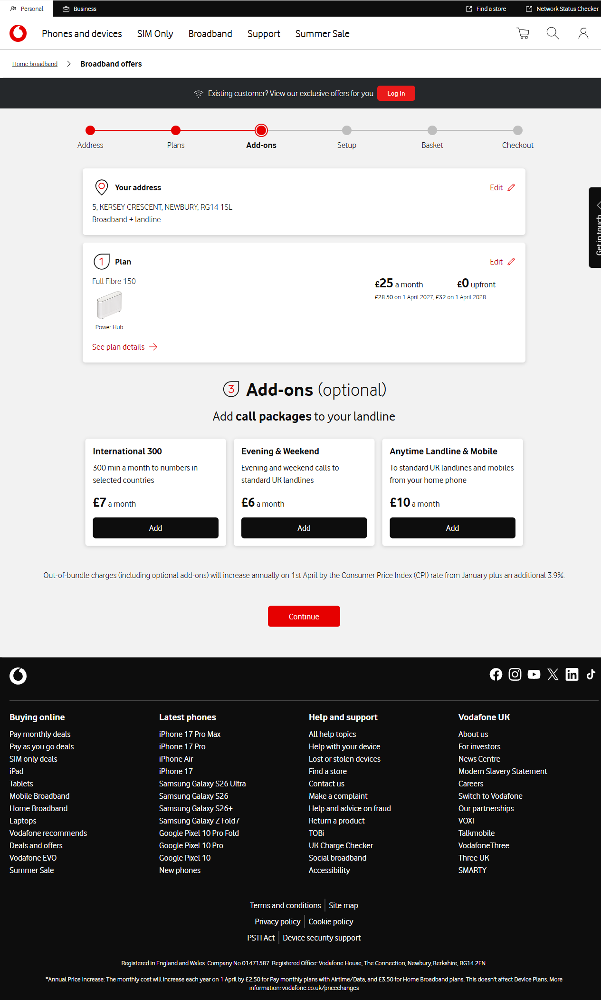 Personal
Business
Find a store
Network Status Checker
Phones and devices
SIM Only
Broadband
Support
Summer Sale
Home broadband
Broadband offers
Existing customer? View our exclusive offers for you
Log In
Address
Plans
Add-ons
Setup
Basket
Checkout
Your address
Edit
5, KERSEY CRESCENT, NEWBURY, RG14 1SL
Broadband + landline
Get in touch
1
Plan
Edit
Full Fibre 150
£25 a month
£0 upfront
£28.50 on 1 April 2027, £32 on 1 April 2028
Power Hub
See plan details
3
Add-ons (optional)
Add call packages to your landline
International 300
300 min a month to numbers in
selected countries
£7 a month
Add
Evening & Weekend
Evening and weekend calls to
standard UK landlines
£6 a month
Add
Anytime Landline & Mobile
To standard UK landlines and mobiles
from your home phone
£10 a month
Add
Out-of-bundle charges (including optional add-ons) will increase annually on 1st April by the Consumer Price Index (CPI) rate from January plus an additional 3.9%.
Continue
Buying online
Pay monthly deals
Pay as you go deals
SIM only deals
iPad
Tablets
Mobile Broadband
Home Broadband
Laptops
Vodafone recommends
Deals and offers
Vodafone EVO
Summer Sale
Latest phones
iPhone 17 Pro Max
iPhone 17 Pro
iPhone Air
iPhone 17
Samsung Galaxy S26 Ultra
Samsung Galaxy S26
Samsung Galaxy S26+
Samsung Galaxy Z Fold7
Google Pixel 10 Pro Fold
Google Pixel 10 Pro
Google Pixel 10
New phones
Help and support
All help topics
Help with your device
Lost or stolen devices
Find a store
Contact us
Make a complaint
Help and advice on fraud
Return a product
TOBi
UK Charge Checker
Social broadband
Accessibility
Vodafone UK
About us
For investors
News Centre
Modern Slavery Statement
Careers
Switch to Vodafone
Our partnerships
VOXI
Talkmobile
VodafoneThree
Three UK
SMARTY
Terms and conditions
Site map
Privacy policy
Cookie policy
PSTI Act
Device security support
Registered in England and Wales. Company No 01471587. Registered Office: Vodafone House, The Connection, Newbury, Berkshire, RG14 2FN.
*Annual Price Increase: The monthly cost will increase each year on 1 April by £2.50 for Pay monthly plans with Airtime/Data, and £3.50 for Home Broadband plans. This doesn't affect Device Plans. More
information: vodafone.co.uk/pricechanges